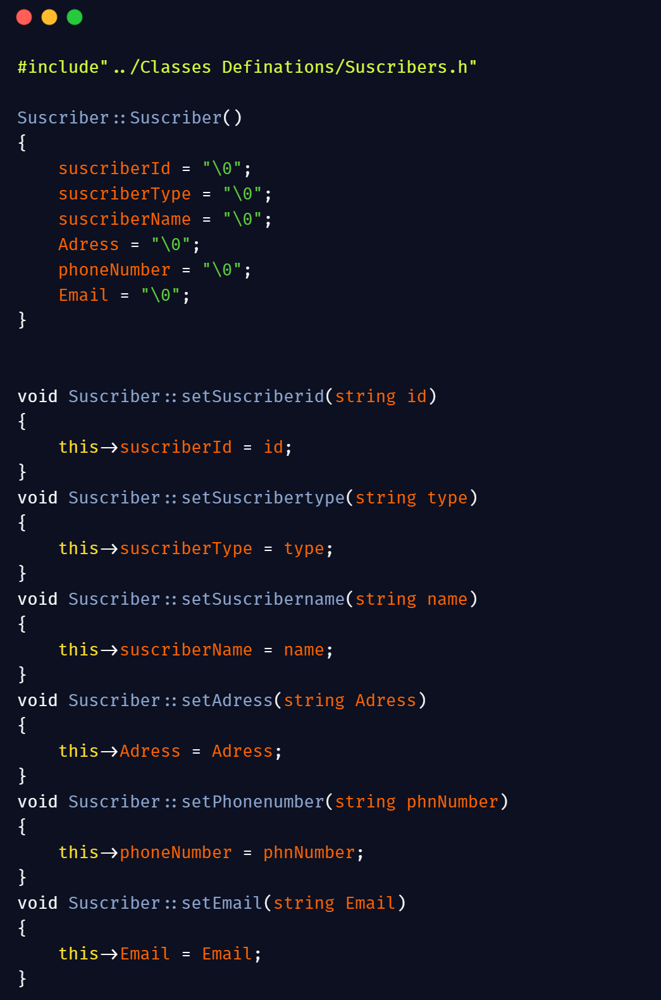 #include"../Classes Definations/Suscribers.h"
Suscriber::Suscriber()
{
    suscriberId = "\0";
    suscriberType = "\0";
    suscriberName = "\0";
    Adress = "\0";
    phoneNumber = "\0";
    Email = "\0";
}
void Suscriber::setSuscriberid(string id)
{
    this->suscriberId = id;
}
void Suscriber::setSuscribertype(string type)
{
    this->suscriberType = type;
}
void Suscriber::setSuscribername(string name)
{
    this->suscriberName = name;
}
void Suscriber::setAdress(string Adress)
{
    this->Adress = Adress;
}
void Suscriber::setPhonenumber(string phnNumber)
{
    this->phoneNumber = phnNumber;
}
void Suscriber::setEmail(string Email)
{
    this->Email = Email;
}